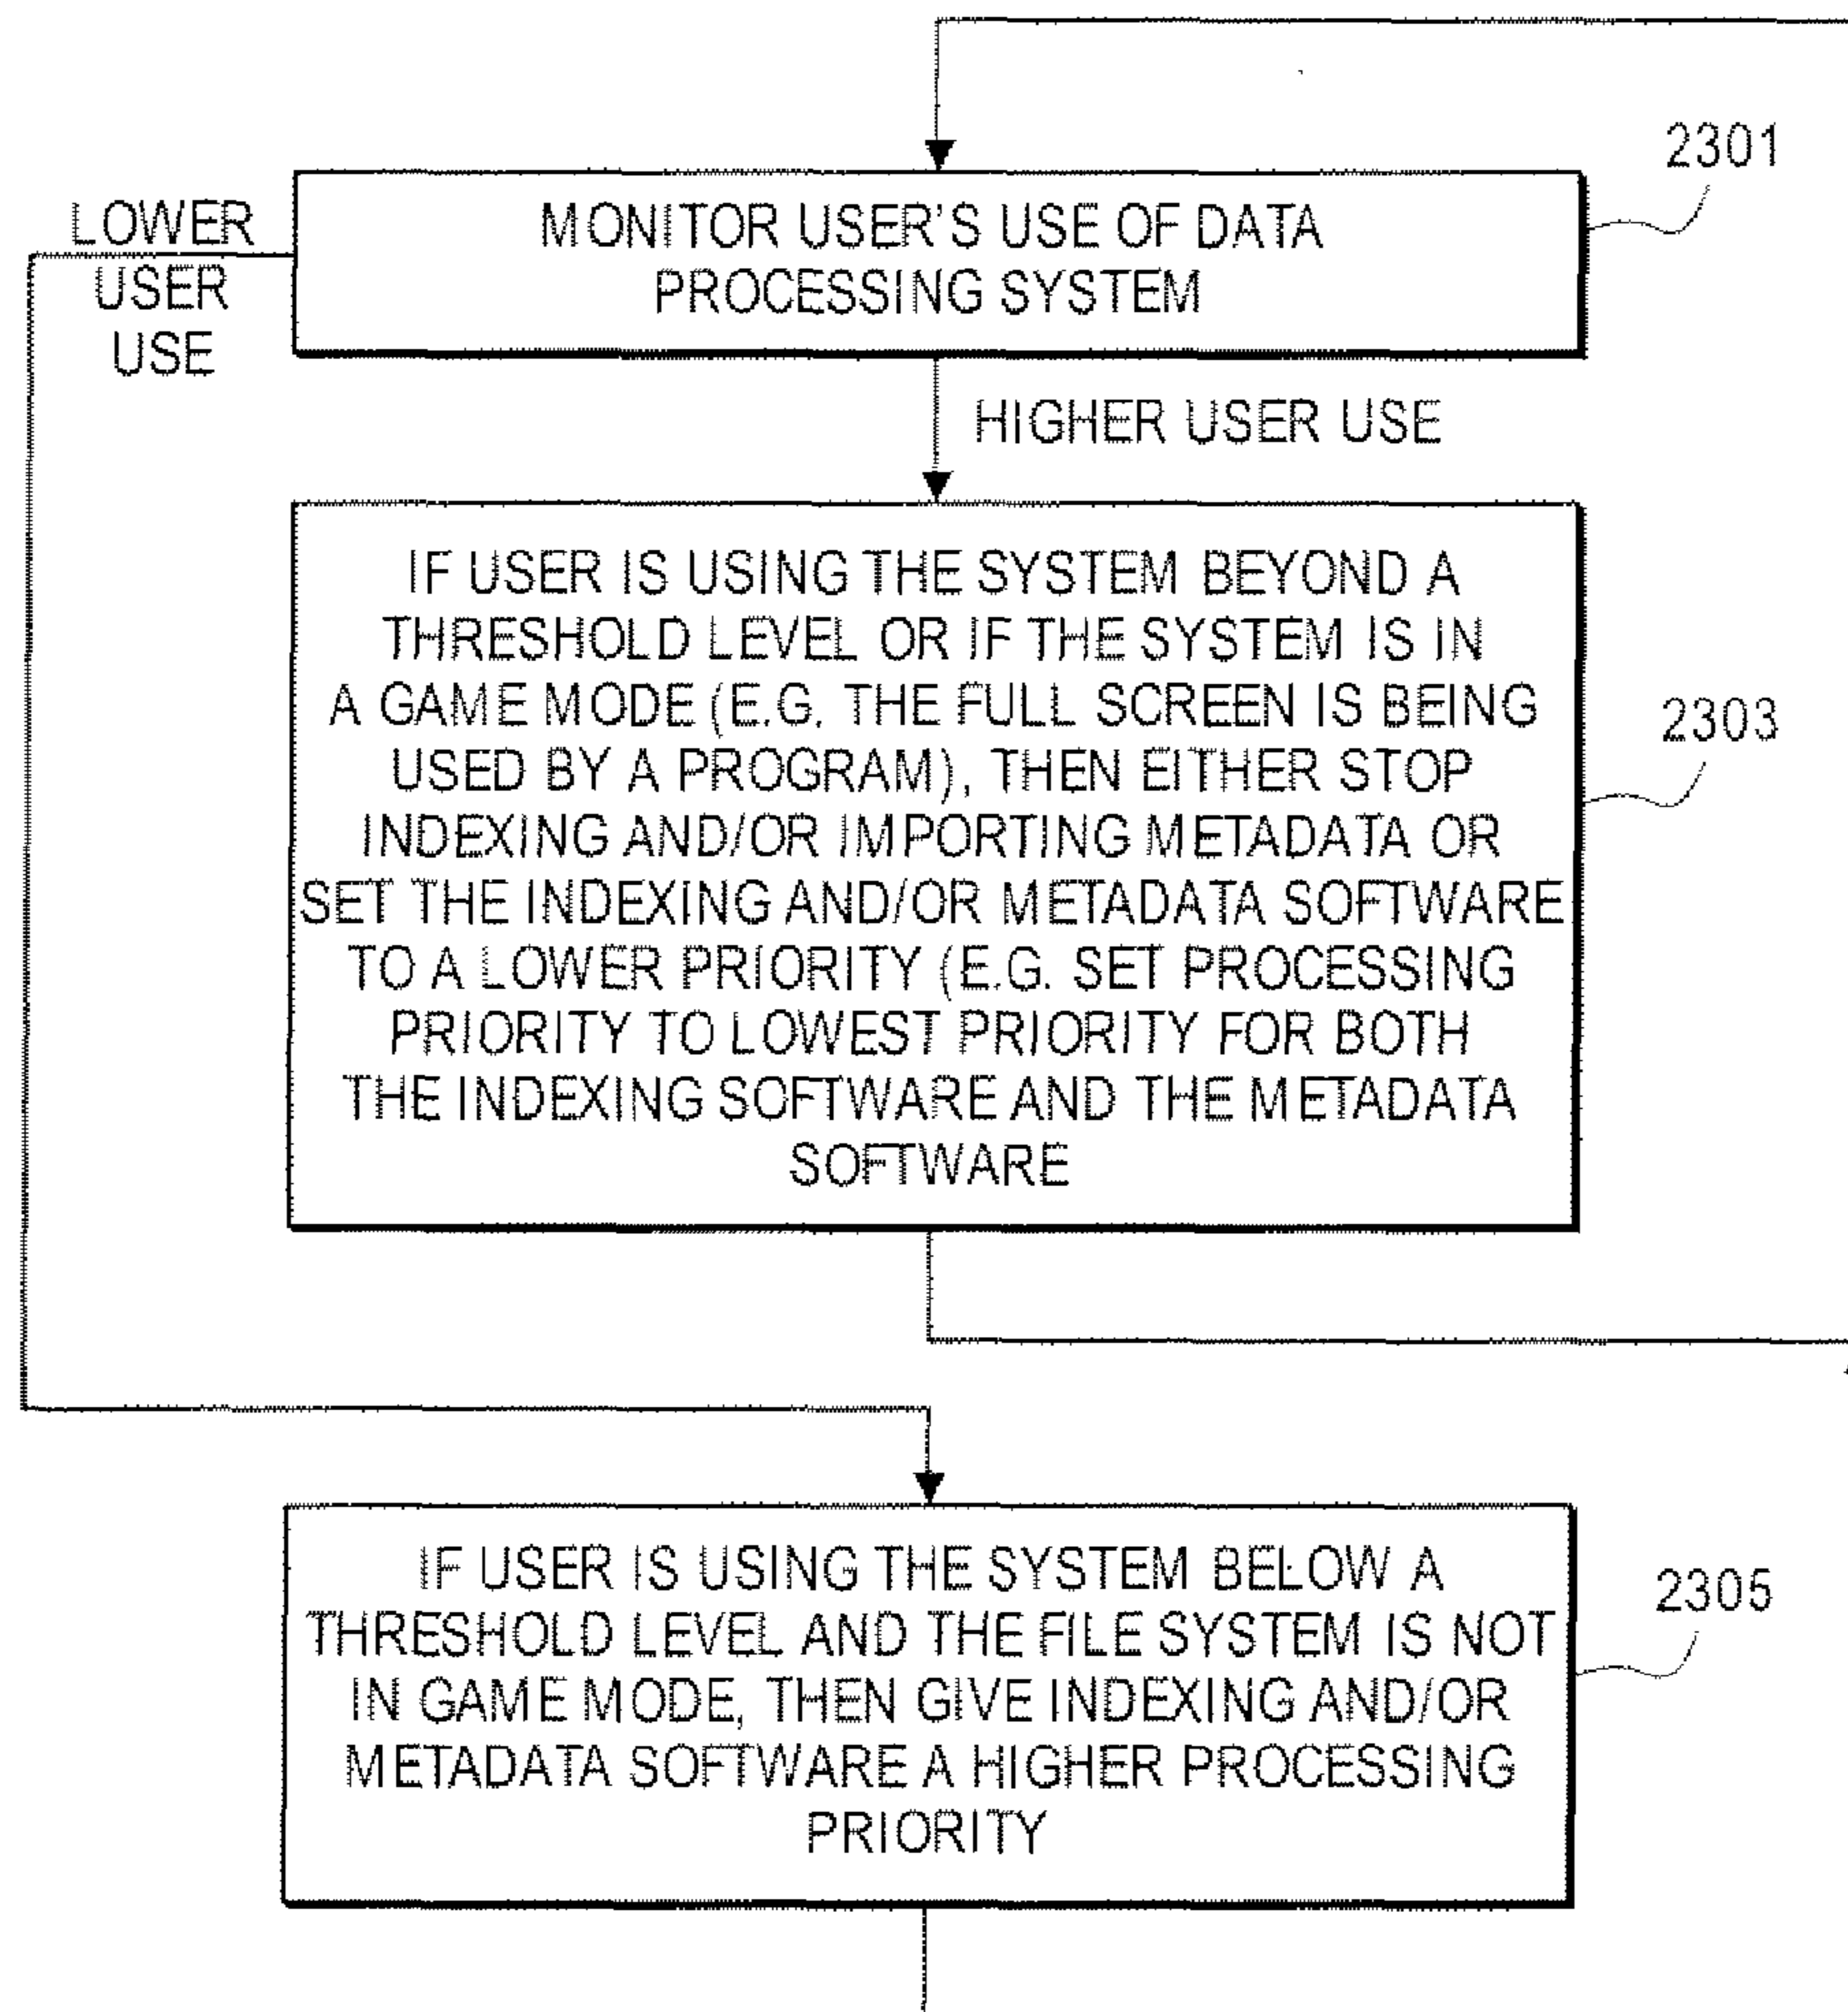 2301
MONITOR USER'S USE OF DATA
PROCESSING SYSTEM
LOWER
USER
USE
HIGHER USER USE
IF USER IS USING THE SYSTEM BEYOND A
THRESHOLD LEVEL OR IF THE SYSTEM IS IN
A GAME MODE (E.G. THE FULL SCREEN IS BEING
USED BY A PROGRAM), THEN EITHER STOP
INDEXING AND/OR IMPORTING METADATA OR
SET THE INDEXING AND/OR METADATA SOFTWARE
TO A LOWER PRIORITY (E.G. SET PROCESSING
PRIORITY TO LOWEST PRIORITY FOR BOTH
THE INDEXING SOFTWARE AND THE METADATA
SOFTWARE
2303
IF USER IS USING THE SYSTEM BELOW A
THRESHOLD LEVEL AND THE FILE SYSTEM IS NOT
IN GAME MODE, THEN GIVE INDEXING AND/OR
METADATA SOFTWARE A HIGHER PROCESSING
PRIORITY
2305